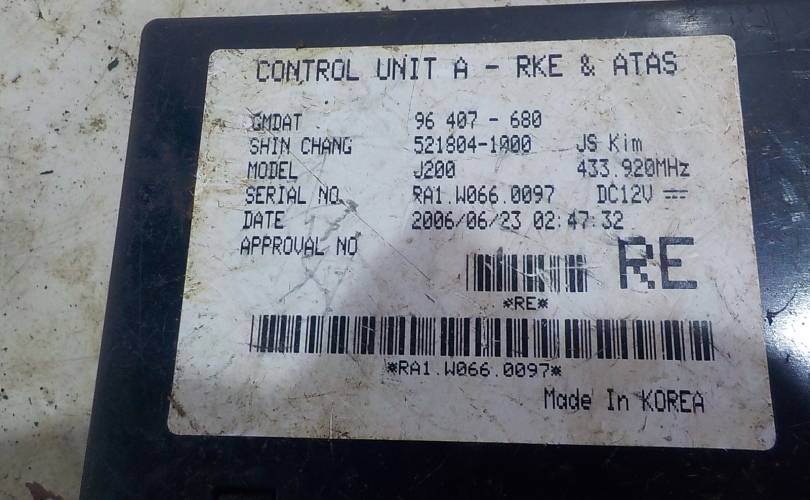 CONTROL UNIT A - RKE & ATAS
GMDAT 96 407 - 680
SHIN CHANG 521804-1000 JS Kim
MODEL J200 433.920MHz
SERIAL NO. RA1.W066.0097 DC12V ⎓
DATE 2006/06/23 02:47:32
APPROVAL NO
RE
*RE*
*RA1.W066.0097*
Made In KOREA